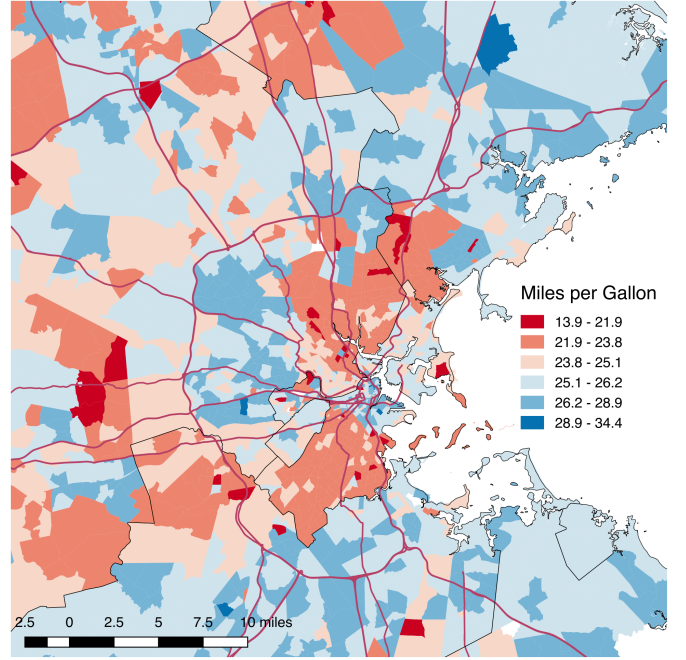 Miles per Gallon
13.9 - 21.9
21.9 - 23.8
23.8 - 25.1
25.1 - 26.2
26.2 - 28.9
28.9 - 34.4
2.5 0 2.5 5 7.5 10 miles